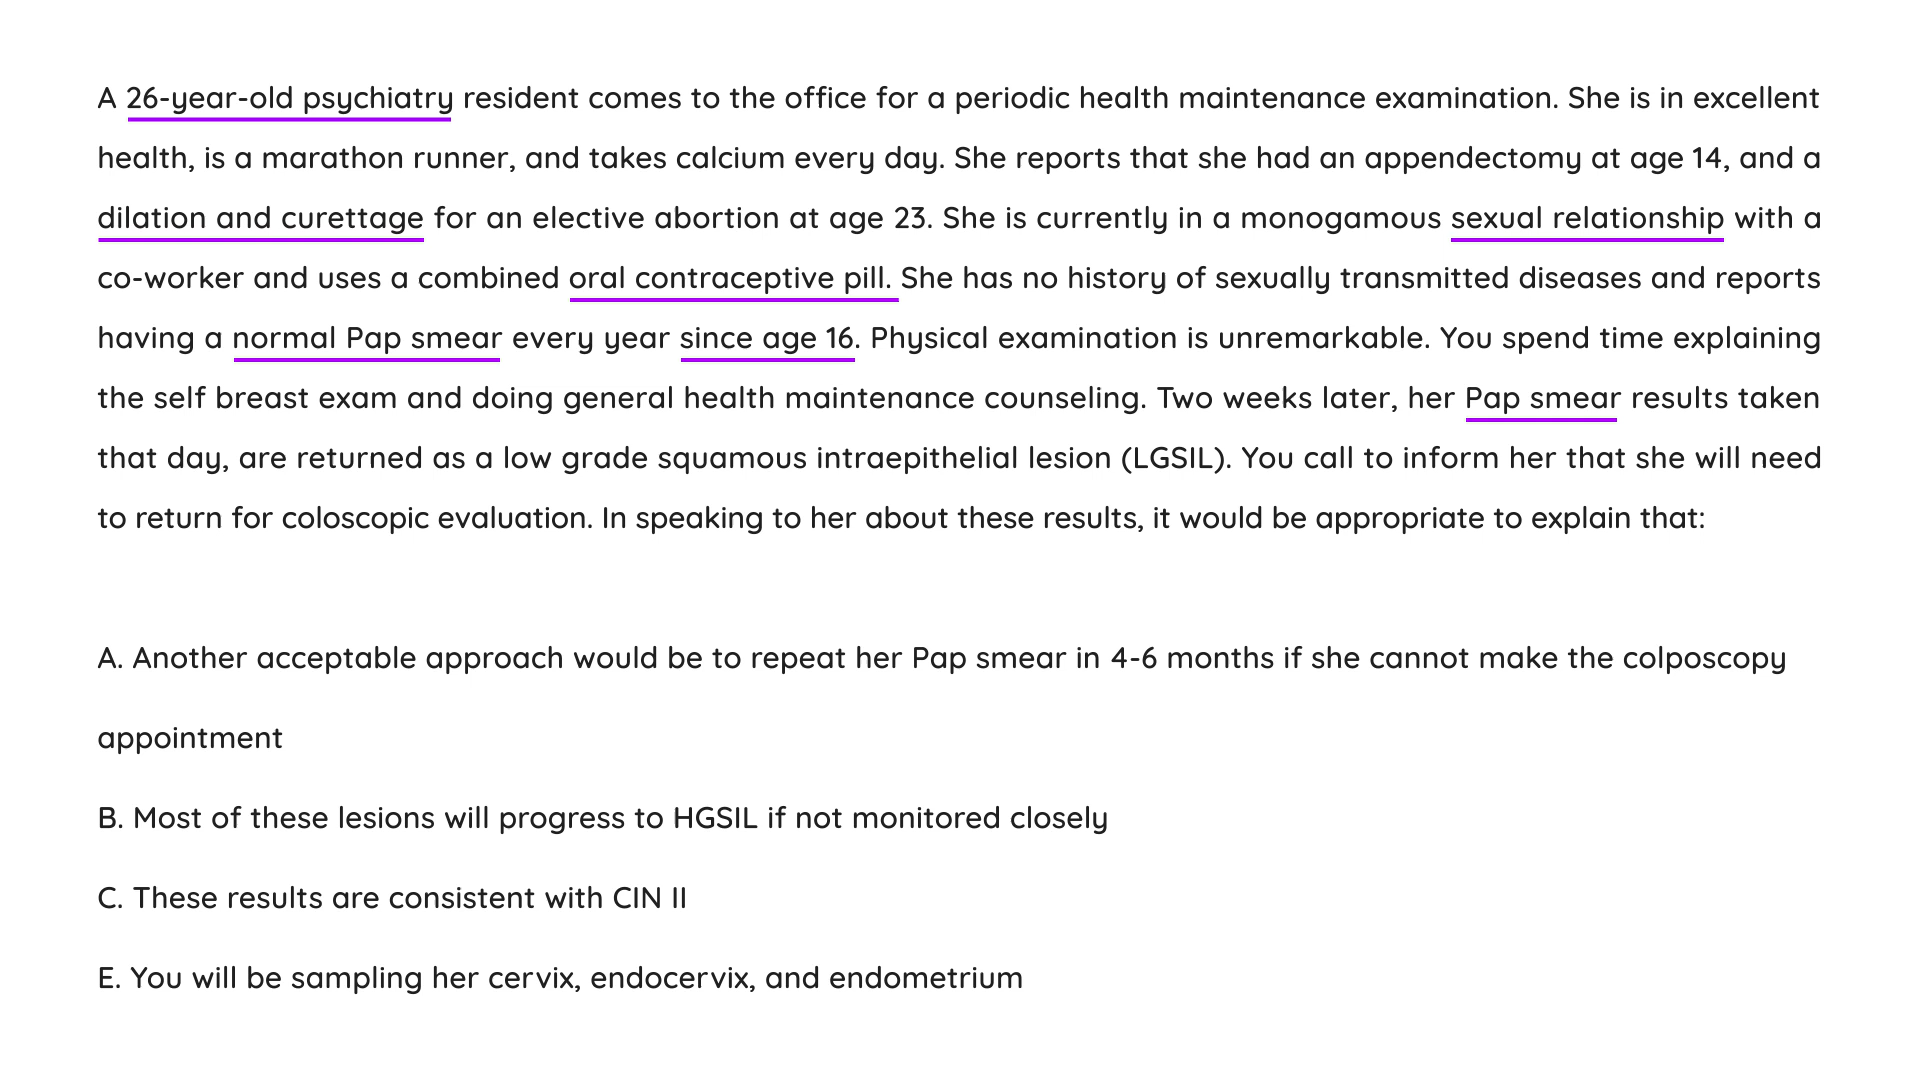 A 26-year-old psychiatry resident comes to the office for a periodic health maintenance examination. She is in excellent
health, is a marathon runner, and takes calcium every day. She reports that she had an appendectomy at age 14, and a
dilation and curettage for an elective abortion at age 23. She is currently in a monogamous sexual relationship with a
co-worker and uses a combined oral contraceptive pill. She has no history of sexually transmitted diseases and reports
having a normal Pap smear every year since age 16. Physical examination is unremarkable. You spend time explaining
the self breast exam and doing general health maintenance counseling. Two weeks later, her Pap smear results taken
that day, are returned as a low grade squamous intraepithelial lesion (LGSIL). You call to inform her that she will need
to return for coloscopic evaluation. In speaking to her about these results, it would be appropriate to explain that:
A. Another acceptable approach would be to repeat her Pap smear in 4-6 months if she cannot make the colposcopy
appointment
B. Most of these lesions will progress to HGSIL if not monitored closely
C. These results are consistent with CIN II
E. You will be sampling her cervix, endocervix, and endometrium